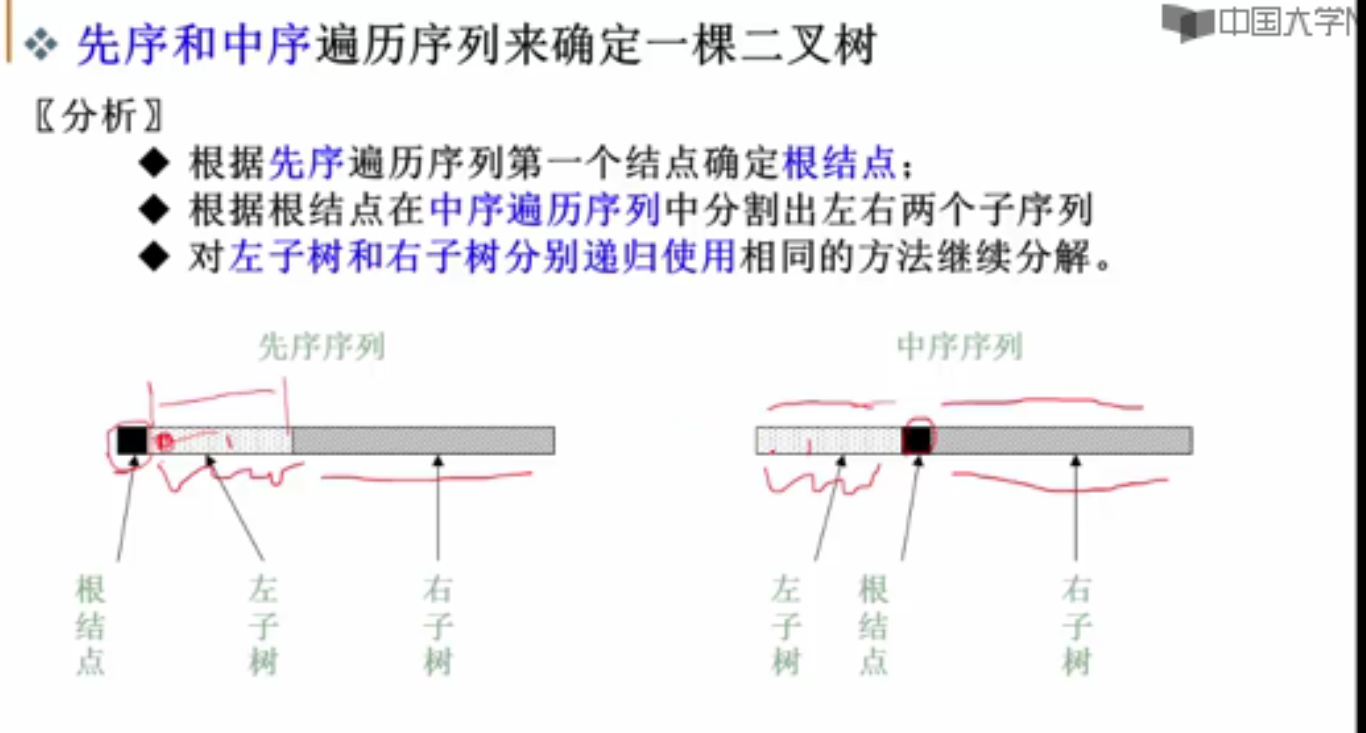 中国大学
先序和中序遍历序列来确定一棵二叉树
〖分析〗
◆ 根据先序遍历序列第一个结点确定根结点；
◆ 根据根结点在中序遍历序列中分割出左右两个子序列
◆ 对左子树和右子树分别递归使用相同的方法继续分解。
先序序列
中序序列
根结点
左子树
右子树
左子树
根结点
右子树